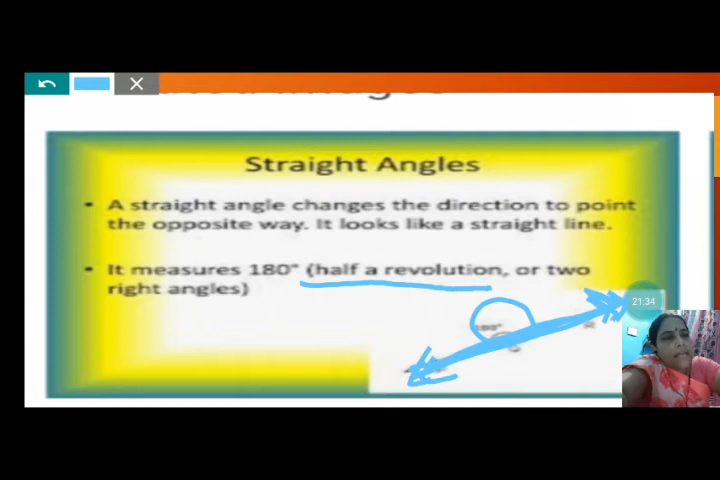 Straight Angles
• A straight angle changes the direction to point
the opposite way. It looks like a straight line.
• It measures 180° (half a revolution, or two
right angles)
180°
21:34